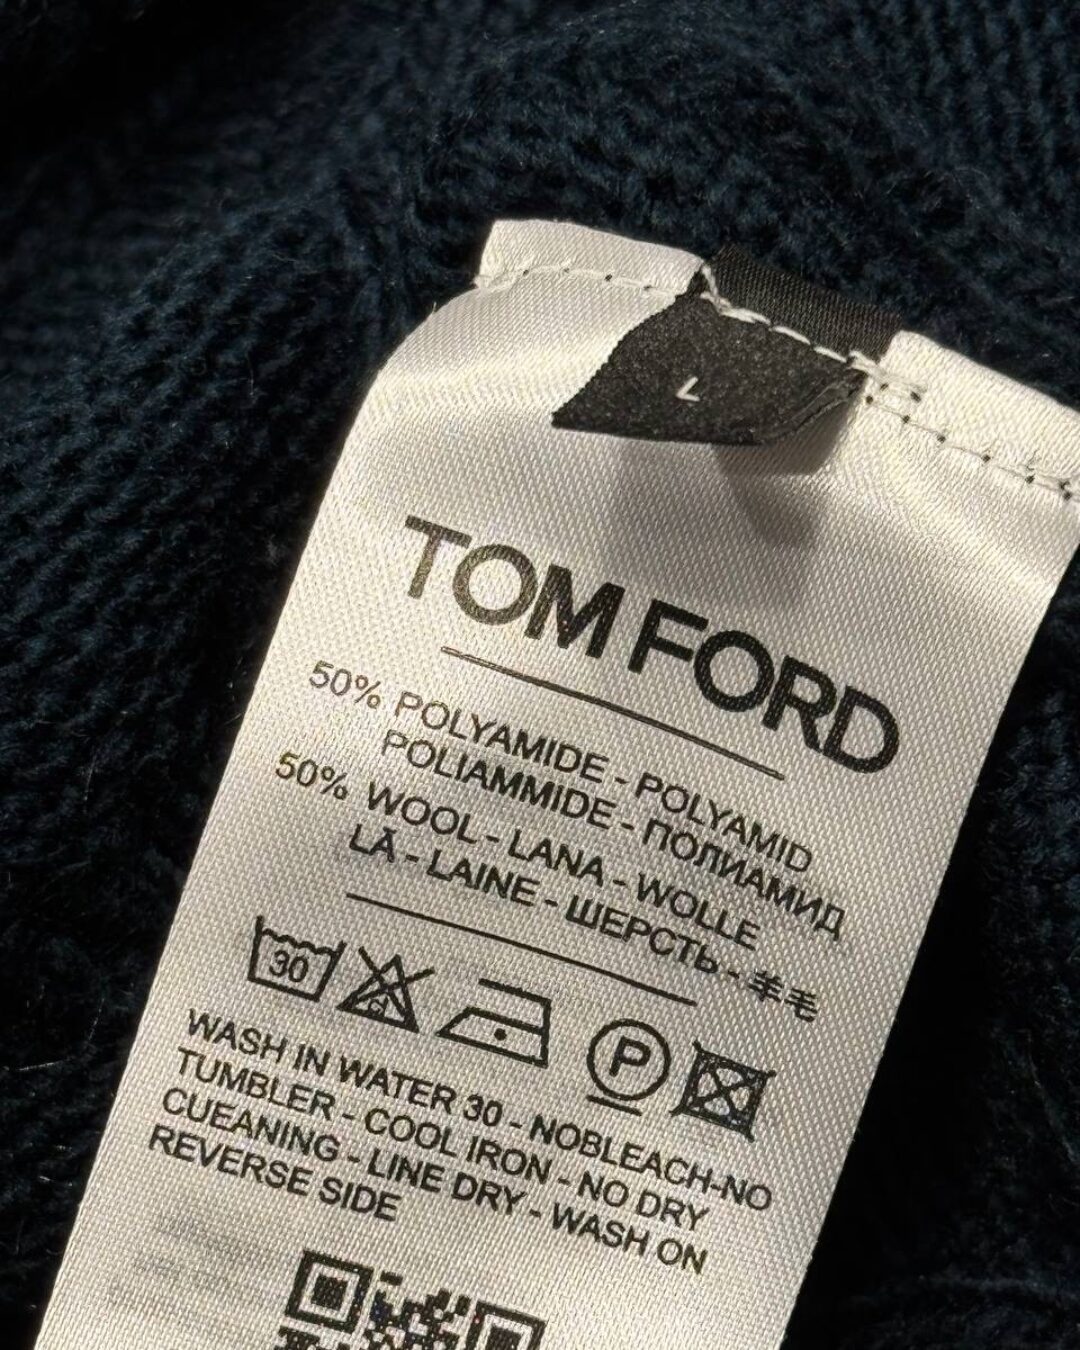 L
TOM FORD
50% POLYAMIDE - POLYAMID
POLIAMMIDE - ПОЛИАМИД
50% WOOL - LANA - WOLLE
LÃ - LAINE - ШЕРСТЬ - 羊毛
30
P
WASH IN WATER 30 - NOBLEACH-NO
TUMBLER - COOL IRON - NO DRY
CUEANING - LINE DRY - WASH ON
REVERSE SIDE